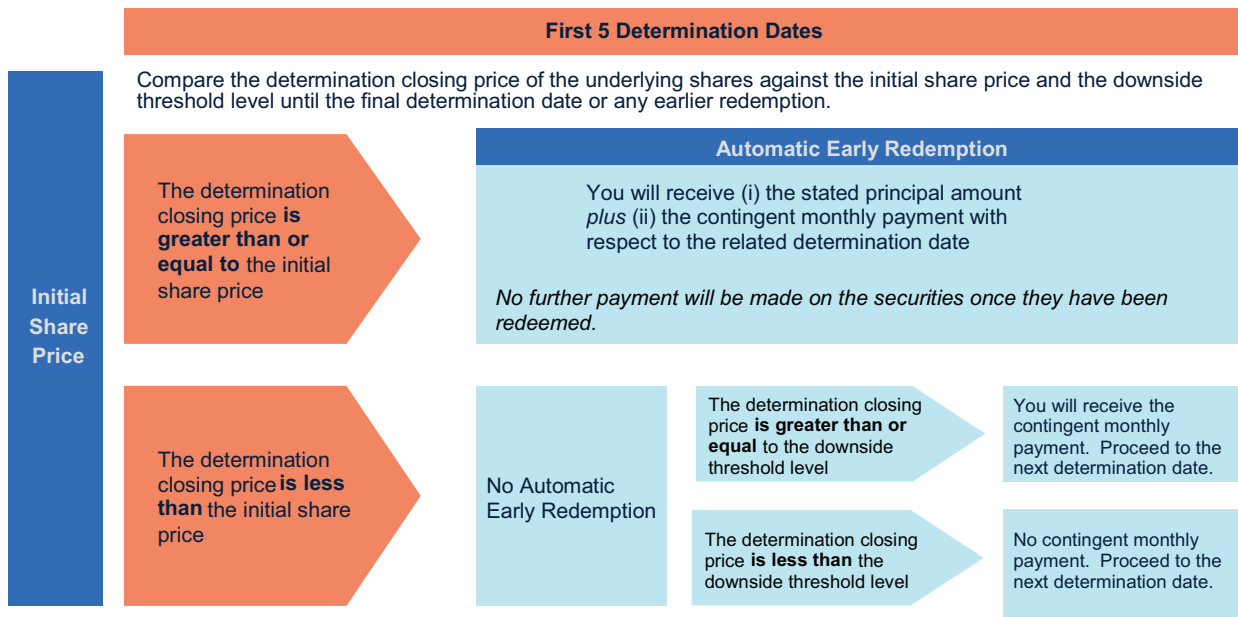 First 5 Determination Dates
Compare the determination closing price of the underlying shares against the initial share price and the downside
threshold level until the final determination date or any earlier redemption.
Initial
Share
Price
The determination
closing price is
greater than or
equal to the initial
share price
Automatic Early Redemption
You will receive (i) the stated principal amount
plus (ii) the contingent monthly payment with
respect to the related determination date
No further payment will be made on the securities once they have been
redeemed.
The determination
closing price is less
than the initial share
price
No Automatic
Early Redemption
The determination closing
price is greater than or
equal to the downside
threshold level
You will receive the
contingent monthly
payment.  Proceed to the
next determination date.
The determination closing
price is less than the
downside threshold level
No contingent monthly
payment.  Proceed to the
next determination date.